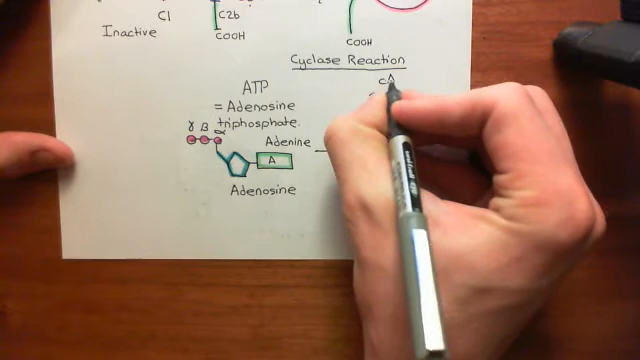 C1
C2b
Inactive
COOH
COOH
Cyclase Reaction
cA
ATP
= Adenosine
triphosphate.
γ β α
Adenine
A
Adenosine